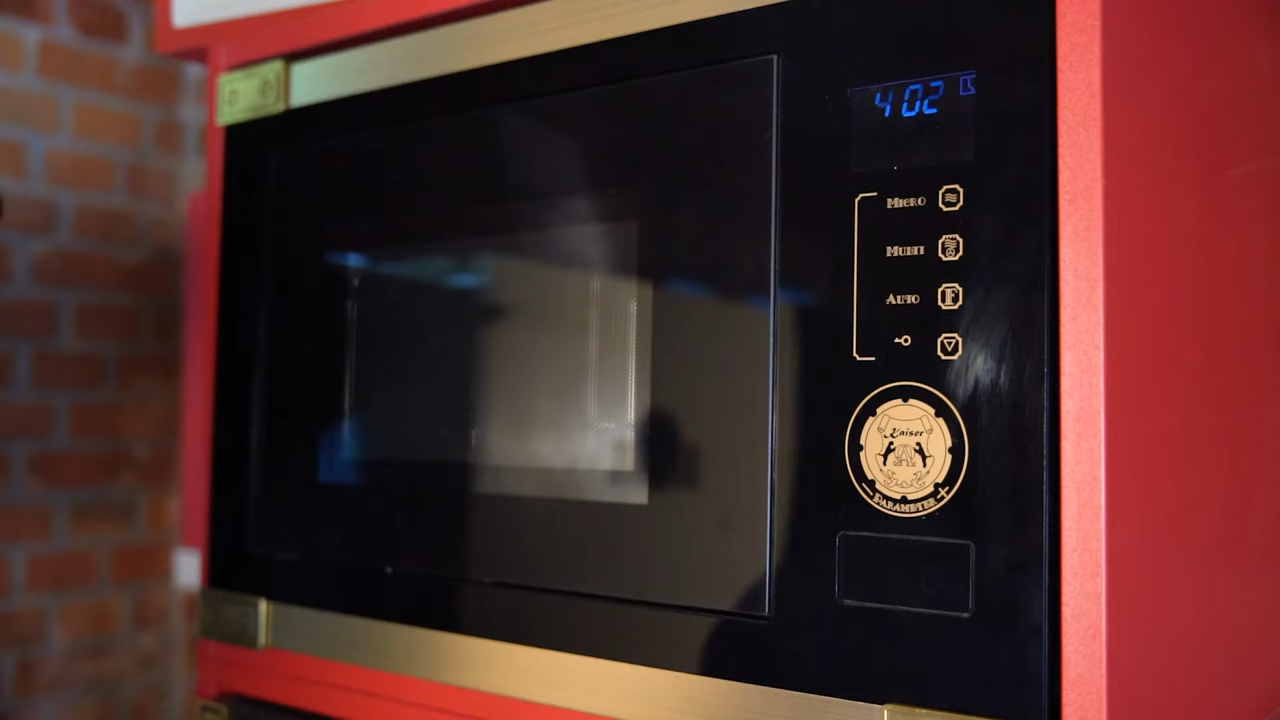 4 02
MICRO
MULTI
AUTO
F
Kaiser
− PARAMETER +